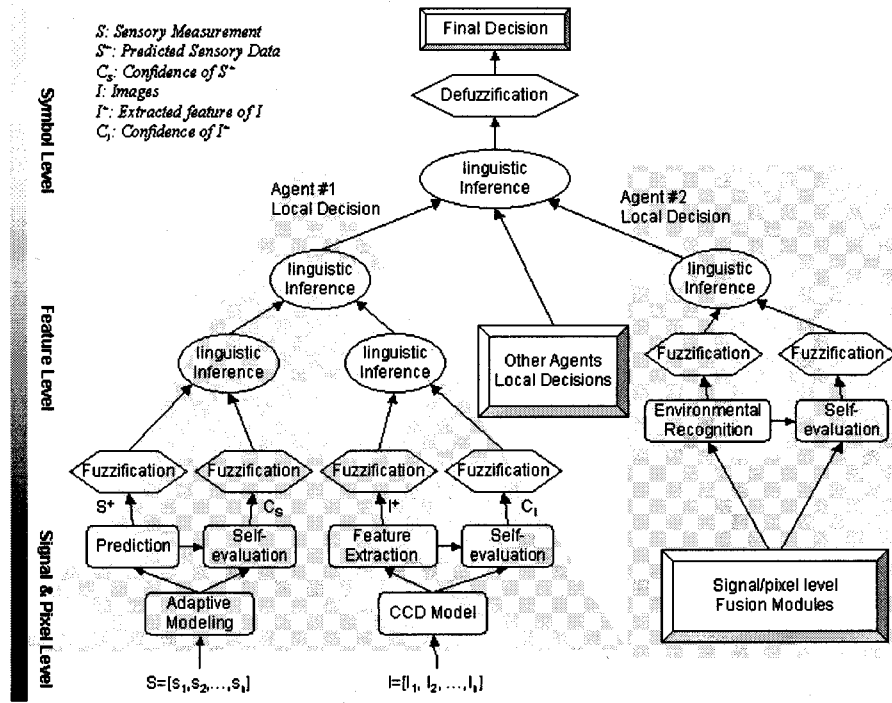 S: Sensory Measurement
S⁺: Predicted Sensory Data
Cs: Confidence of S⁺
I: Images
I⁺: Extracted feature of I
CI: Confidence of I⁺
Final Decision
Defuzzification
linguistic
Inference
Agent #1
Local Decision
Agent #2
Local Decision
linguistic
Inference
linguistic
Inference
linguistic
Inference
linguistic
Inference
Other Agents
Local Decisions
Fuzzification
Fuzzification
Environmental
Recognition
Self-
evaluation
Fuzzification
Fuzzification
Fuzzification
Fuzzification
S⁺
Cs
I⁺
CI
Prediction
Self-
evaluation
Feature
Extraction
Self-
evaluation
Adaptive
Modeling
CCD Model
Signal/pixel level
Fusion Modules
S=[s₁,s₂,...,sᵢ]
I=[I₁, I₂, ...,Iᵢ]
Symbol Level
Feature Level
Signal & Pixel Level